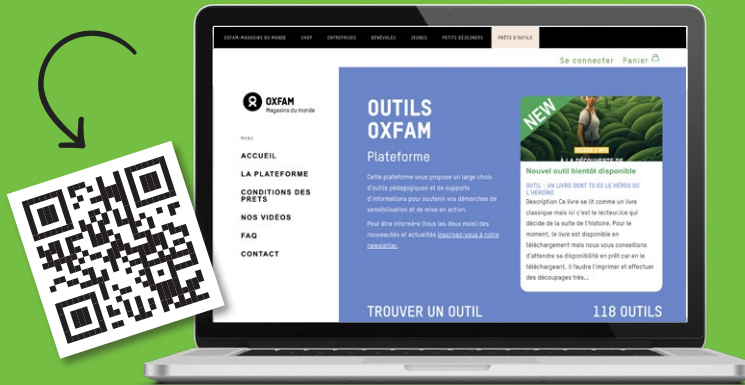 OXFAM-MAGASINS DU MONDE SHOP ENTREPRISES BÉNÉVOLES JEUNES PETITS DÉJEUNERS PRÊTS D'OUTILS
Se connecter Panier
OXFAM
Magasins du monde
MENU
ACCUEIL
LA PLATEFORME
CONDITIONS DES
PRETS
NOS VIDÉOS
FAQ
CONTACT
OUTILS
OXFAM
Plateforme
Cette plateforme vous propose un large choix
d'outils pédagogiques et de supports
d'informations pour soutenir vos démarches de
sensibilisation et de mise en action.
Pour être informé·e (tous les deux mois) des
nouveautés et actualités inscrivez-vous à notre
newsletter.
NEW
À LA DÉCOUVERTE DE
Nouvel outil bientôt disponible
OUTIL - UN LIVRE DONT TU ES LE HÉROS OU
L'HÉROÏNE
Description Ce livre se lit comme un livre
classique mais ici c'est le lecteur.ice qui
décide de la suite de l'histoire. Pour le
moment, le livre est disponible en
téléchargement mais nous vous conseillons
d'attendre sa disponibilité en prêt car en le
téléchargeant, il faudra l'imprimer et effectuer
des découpages très...
TROUVER UN OUTIL
118 OUTILS